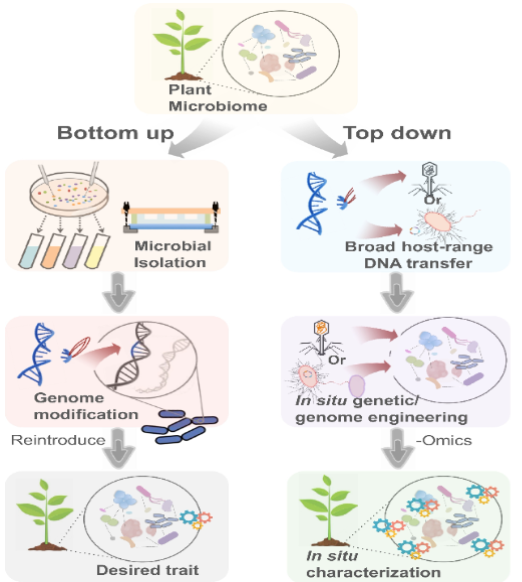 Plant
Microbiome
Bottom up
Top down
Microbial
Isolation
Or
Broad host-range
DNA transfer
Genome
modification
Or
In situ genetic/
genome engineering
Reintroduce
-Omics
Desired trait
In situ
characterization